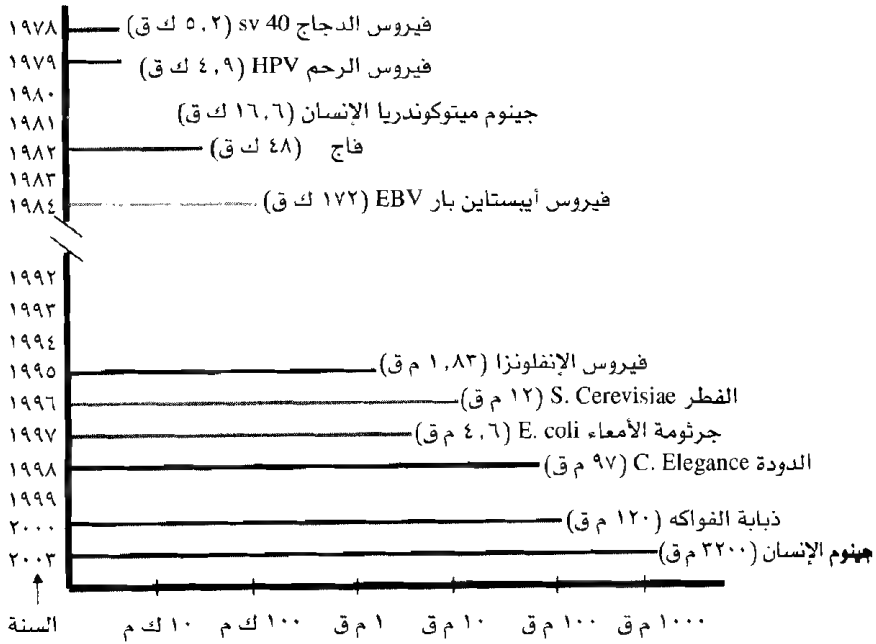 ١٩٧٨ فيروس الدجاج sv 40 (٥,٢ ك ق)
١٩٧٩ فيروس الرحم HPV (٤,٩ ك ق)
١٩٨٠
١٩٨١ جينوم ميتوكوندريا الإنسان (١٦,٦ ك ق)
١٩٨٢ فاج (٤٨ ك ق)
١٩٨٣
١٩٨٤ فيروس أيبستاين بار EBV (١٧٢ ك ق)
١٩٩٢
١٩٩٣
١٩٩٤
١٩٩٥ فيروس الإنفلونزا (١,٨٣ م ق)
١٩٩٦ الفطر S. Cerevisiae (١٢ م ق)
١٩٩٧ جرثومة الأمعاء E. coli (٤,٦ م ق)
١٩٩٨ الدودة C. Elegance (٩٧ م ق)
١٩٩٩
٢٠٠٠ ذبابة الفواكه (١٢٠ م ق)
٢٠٠٣ جينوم الإنسان (٣٢٠٠ م ق)
السنة ١٠ ك م ١٠٠ ك م ١ م ق ١٠ م ق ١٠٠ م ق ١٠٠٠ م ق